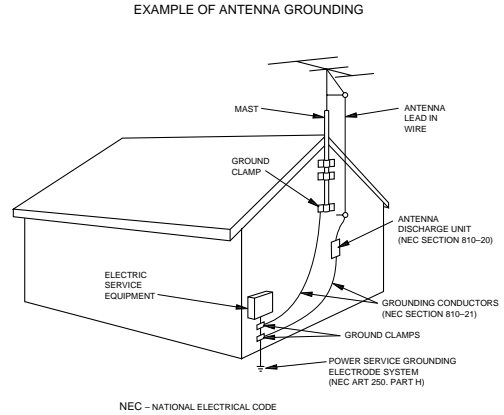 EXAMPLE OF ANTENNA GROUNDING
MAST
ANTENNA
LEAD IN
WIRE
GROUND
CLAMP
ANTENNA
DISCHARGE UNIT
(NEC SECTION 810–20)
ELECTRIC
SERVICE
EQUIPMENT
GROUNDING CONDUCTORS
(NEC SECTION 810–21)
GROUND CLAMPS
POWER SERVICE GROUNDING
ELECTRODE SYSTEM
(NEC ART 250. PART H)
NEC – NATIONAL ELECTRICAL CODE